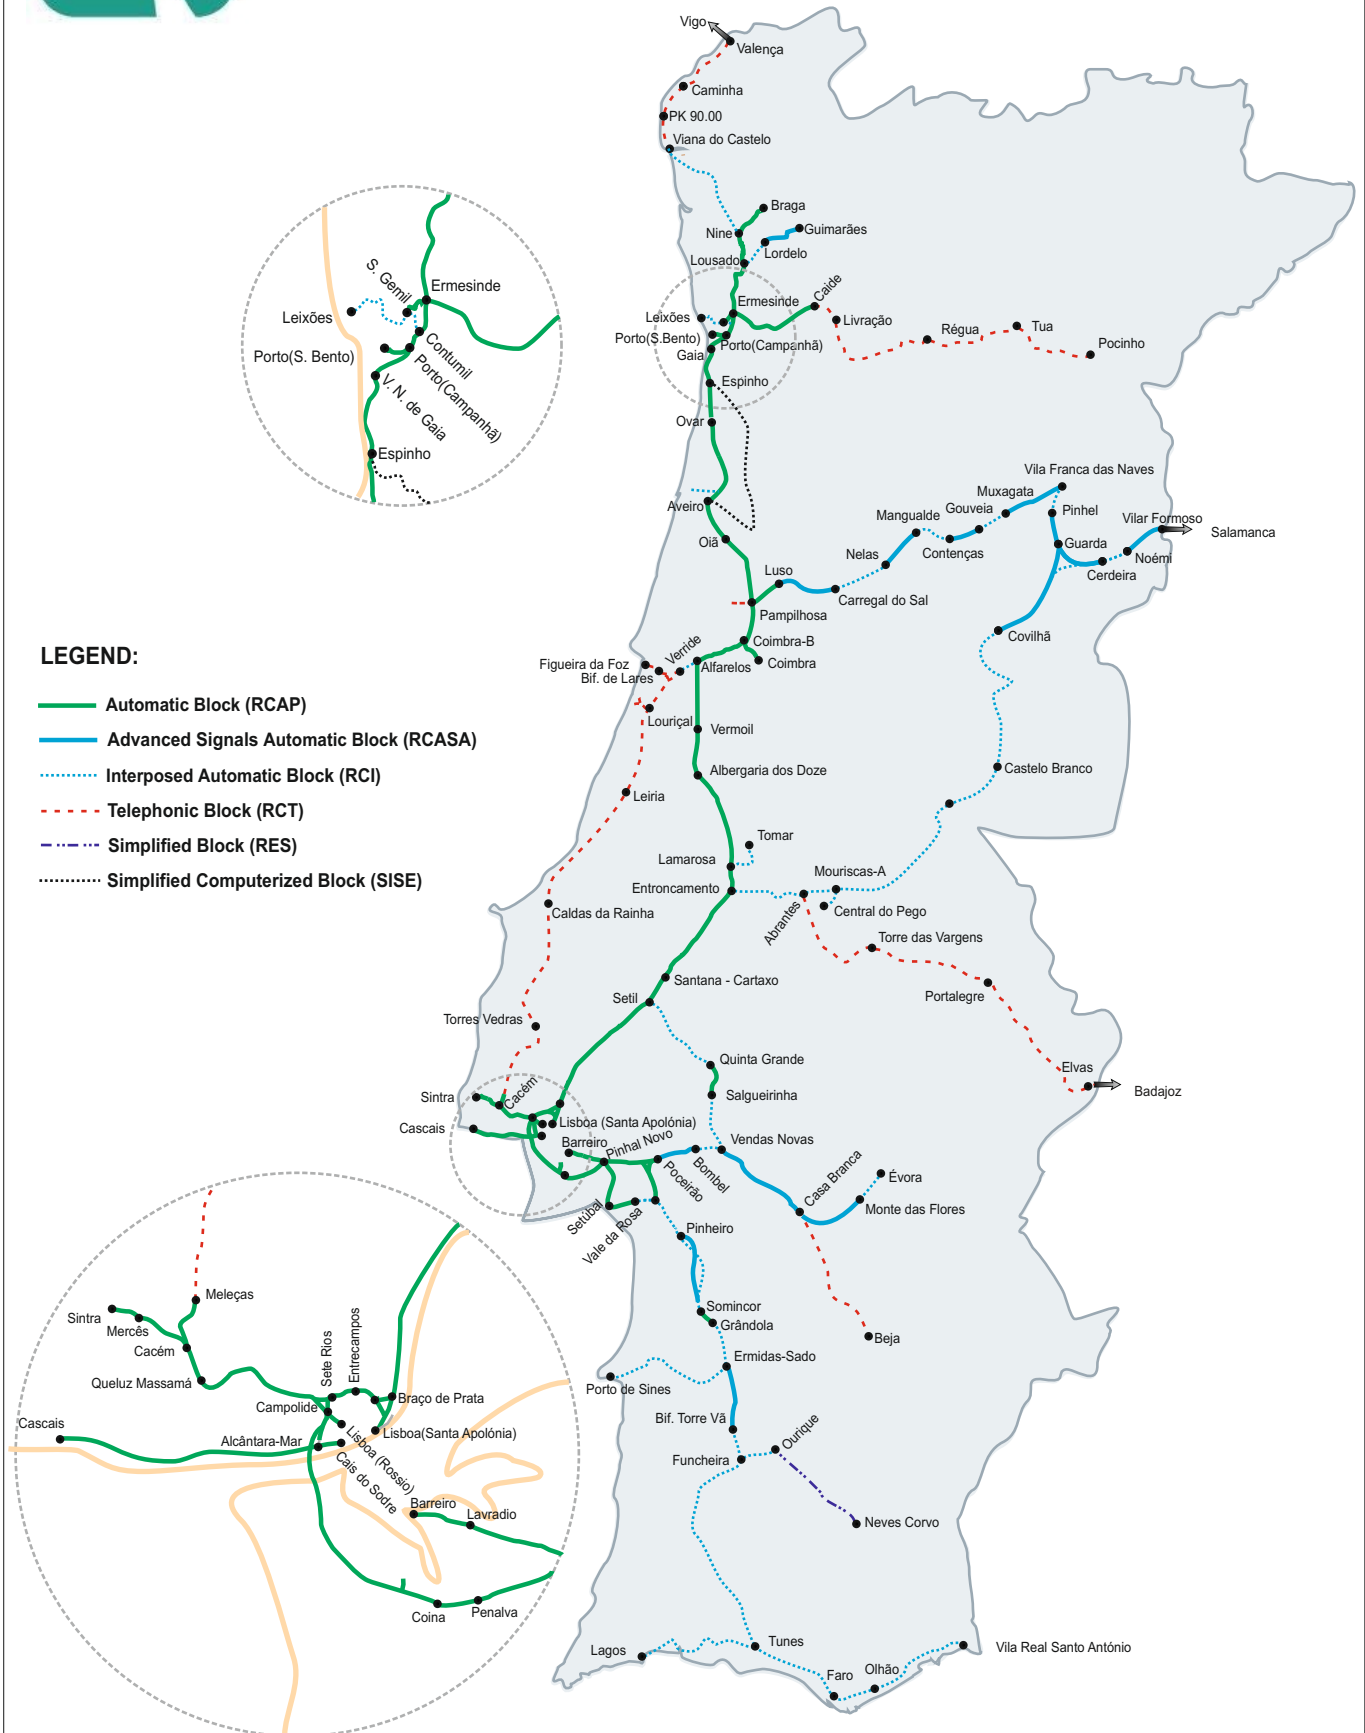 Vigo
Valença
Caminha
PK 90.00
Viana do Castelo
Braga
Nine
Guimarães
Lordelo
Lousado
Ermesinde
Caide
Leixões
Livração
Porto(S.Bento)
Porto(Campanhã)
Gaia
Régua
Tua
Pocinho
Espinho
Ovar
Aveiro
Oiã
S. Gemil
Ermesinde
Leixões
Contumil
Porto(S. Bento)
Porto(Campanhã)
V. N. de Gaia
Espinho
Vila Franca das Naves
Muxagata
Gouveia
Pinhel
Mangualde
Vilar Formoso
Salamanca
Contenças
Guarda
Noémi
Nelas
Cerdeira
Luso
Carregal do Sal
Pampilhosa
Covilhã
Coimbra-B
Coimbra
Verride
Alfarelos
Figueira da Foz
Bif. de Lares
Louriçal
Vermoil
Albergaria dos Doze
Leiria
Castelo Branco
Tomar
Lamarosa
Entroncamento
Mouriscas-A
Abrantes
Central do Pego
Caldas da Rainha
Torre das Vargens
Santana - Cartaxo
Portalegre
Setil
Torres Vedras
Quinta Grande
Elvas
Badajoz
Salgueirinha
Sintra
Cacém
Cascais
Lisboa (Santa Apolónia)
Barreiro
Pinhal Novo
Vendas Novas
Bombel
Poceirão
Casa Branca
Évora
Monte das Flores
Setúbal
Vale da Rosa
Pinheiro
Somincor
Grândola
Beja
Ermidas-Sado
Porto de Sines
Bif. Torre Vã
Ourique
Funcheira
Neves Corvo
Tunes
Lagos
Faro
Olhão
Vila Real Santo António
LEGEND:
Automatic Block (RCAP)
Advanced Signals Automatic Block (RCASA)
Interposed Automatic Block (RCI)
Telephonic Block (RCT)
Simplified Block (RES)
Simplified Computerized Block (SISE)
Meleças
Sintra
Mercês
Cacém
Queluz Massamá
Sete Rios
Entrecampos
Campolide
Braço de Prata
Cascais
Alcântara-Mar
Lisboa(Santa Apolónia)
Lisboa (Rossio)
Cais do Sodre
Barreiro
Lavradio
Coina
Penalva